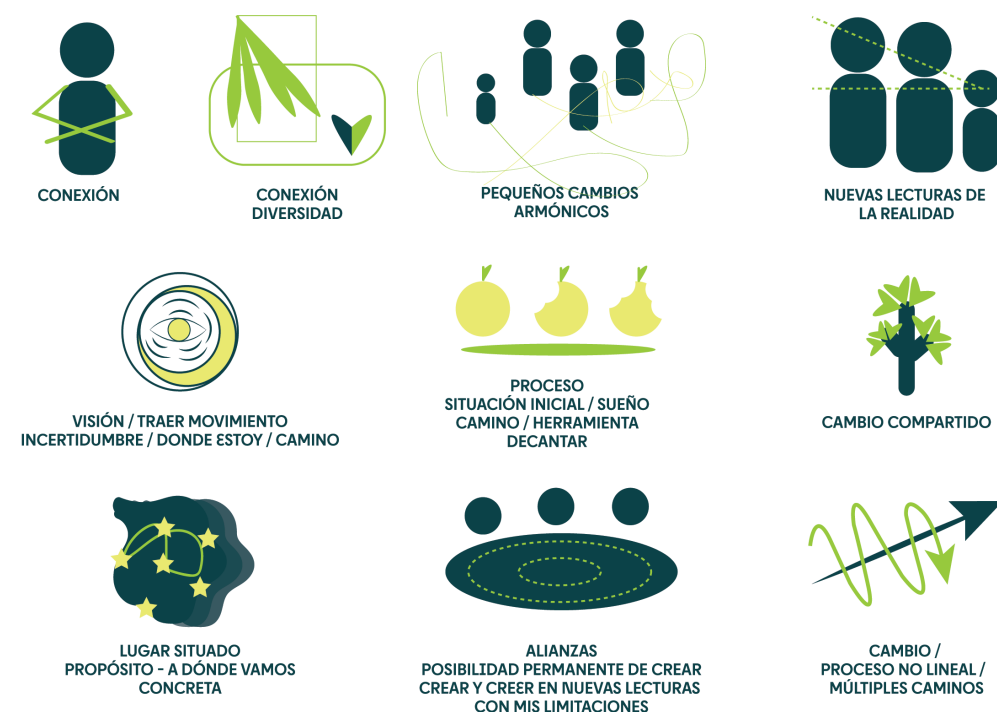 CONEXIÓN
CONEXIÓN
DIVERSIDAD
PEQUEÑOS CAMBIOS
ARMÓNICOS
NUEVAS LECTURAS DE
LA REALIDAD
VISIÓN / TRAER MOVIMIENTO
INCERTIDUMBRE / DONDE ESTOY / CAMINO
PROCESO
SITUACIÓN INICIAL / SUEÑO
CAMINO / HERRAMIENTA
DECANTAR
CAMBIO COMPARTIDO
LUGAR SITUADO
PROPÓSITO - A DÓNDE VAMOS
CONCRETA
ALIANZAS
POSIBILIDAD PERMANENTE DE CREAR
CREAR Y CREER EN NUEVAS LECTURAS
CON MIS LIMITACIONES
CAMBIO /
PROCESO NO LINEAL /
MÚLTIPLES CAMINOS